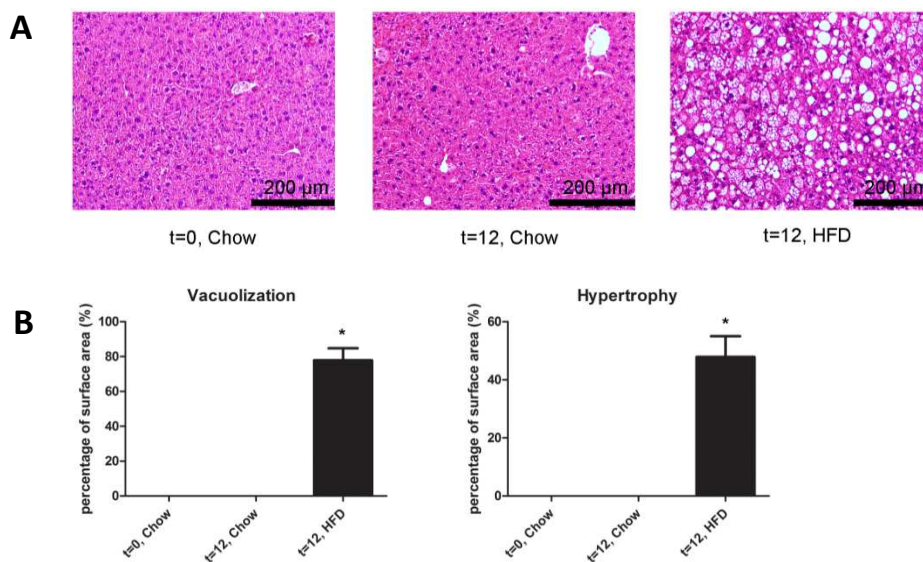 A
200 µm
200 µm
200 µm
t=0, Chow
t=12, Chow
t=12, HFD
B
Vacuolization
percentage of surface area (%)
100
80
60
40
20
0
*
t=0, Chow
t=12, Chow
t=12, HFD
Hypertrophy
percentage of surface area (%)
60
40
20
0
*
t=0, Chow
t=12, Chow
t=12, HFD